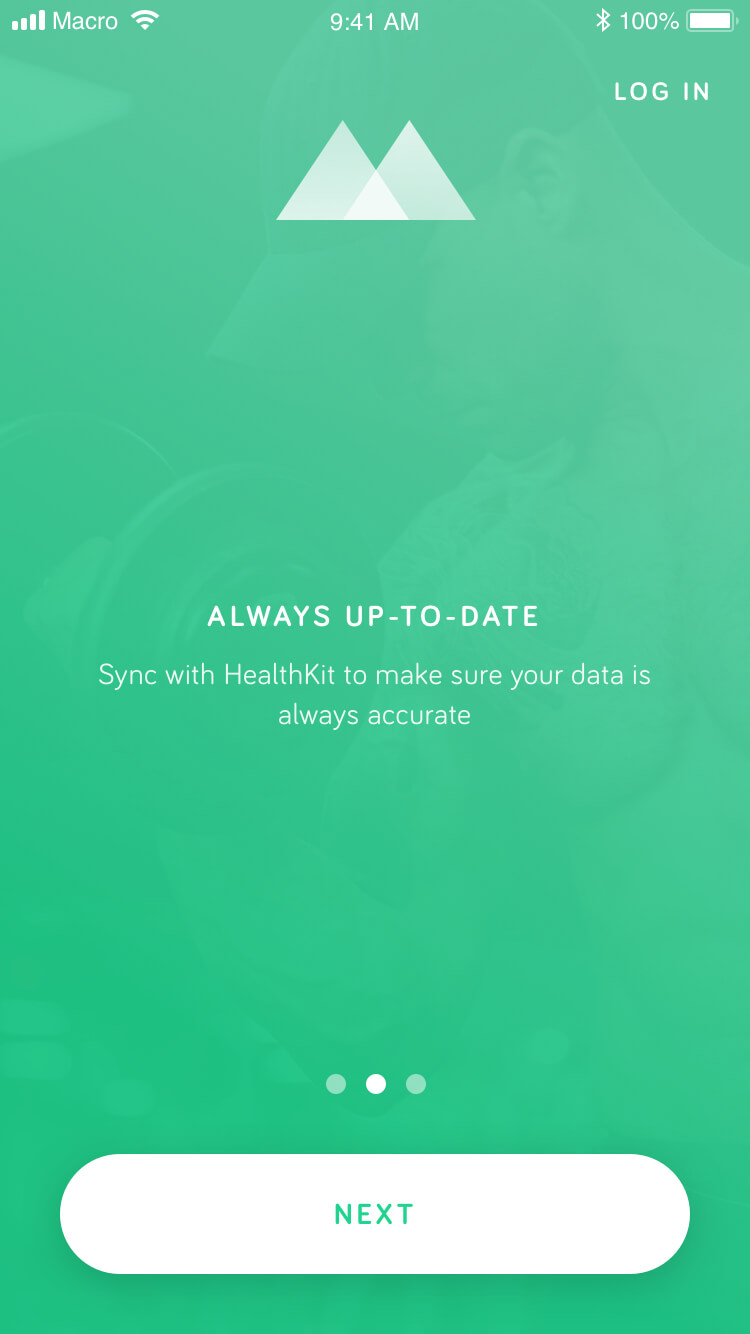 Macro 9:41 AM 100%
LOG IN
ALWAYS UP-TO-DATE
Sync with HealthKit to make sure your data is
always accurate
NEXT